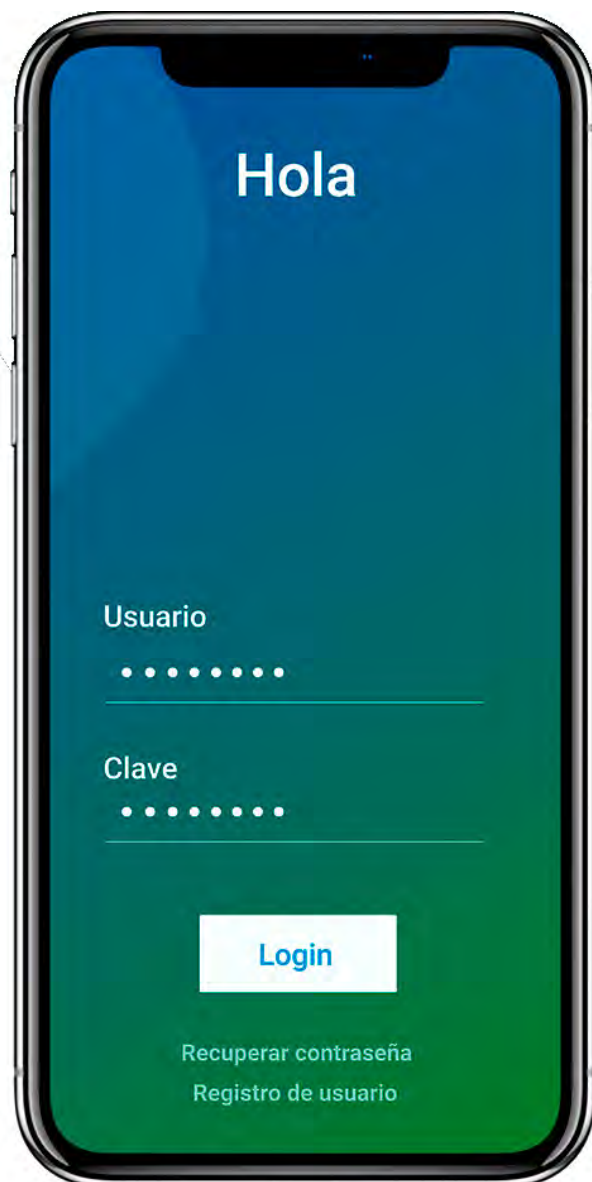 Hola
Usuario
••••••••
Clave
••••••••
Login
Recuperar contraseña
Registro de usuario